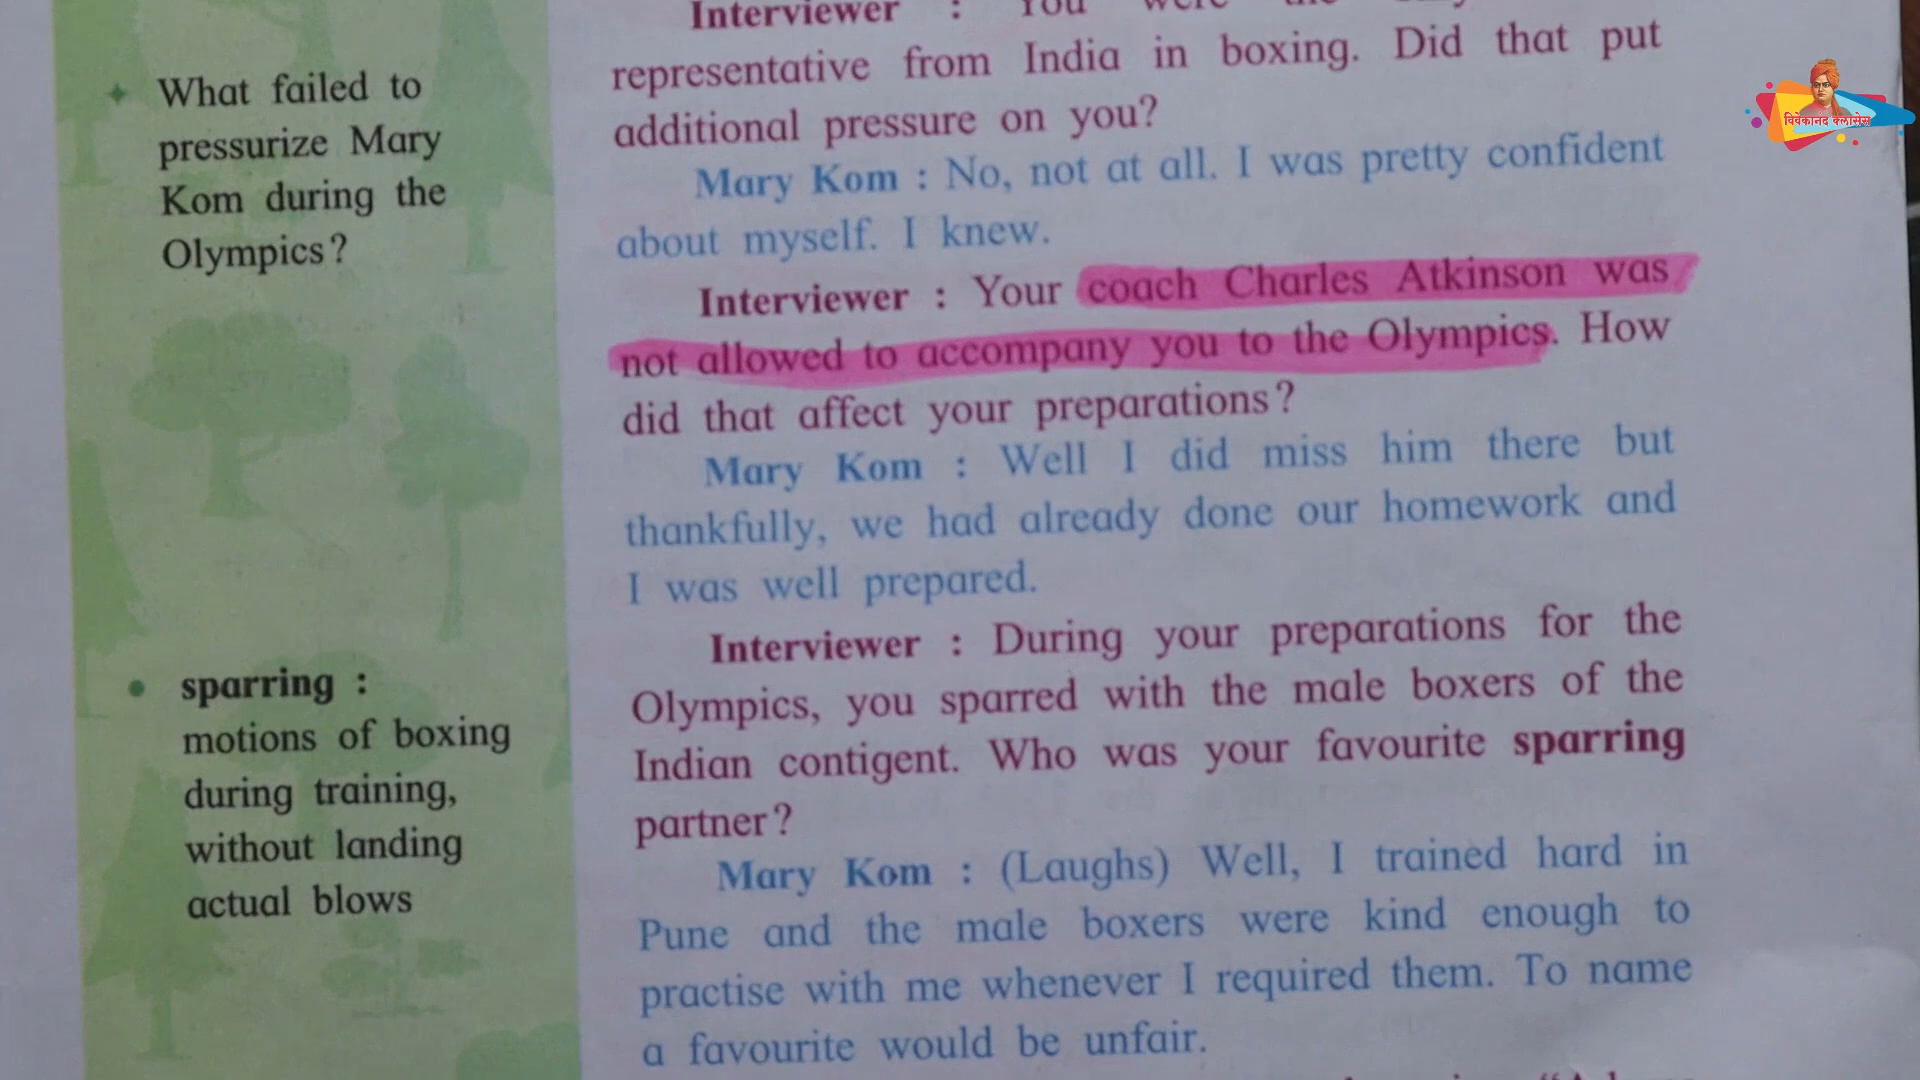 What failed to
pressurize Mary
Kom during the
Olympics?
sparring :
motions of boxing
during training,
without landing
actual blows
Interviewer : You were the
representative from India in boxing. Did that put
additional pressure on you?
Mary Kom : No, not at all. I was pretty confident
about myself. I knew.
Interviewer : Your coach Charles Atkinson was
not allowed to accompany you to the Olympics. How
did that affect your preparations?
Mary Kom : Well I did miss him there but
thankfully, we had already done our homework and
I was well prepared.
Interviewer : During your preparations for the
Olympics, you sparred with the male boxers of the
Indian contigent. Who was your favourite sparring
partner?
Mary Kom : (Laughs) Well, I trained hard in
Pune and the male boxers were kind enough to
practise with me whenever I required them. To name
a favourite would be unfair.
विवेकानंद क्लासेस